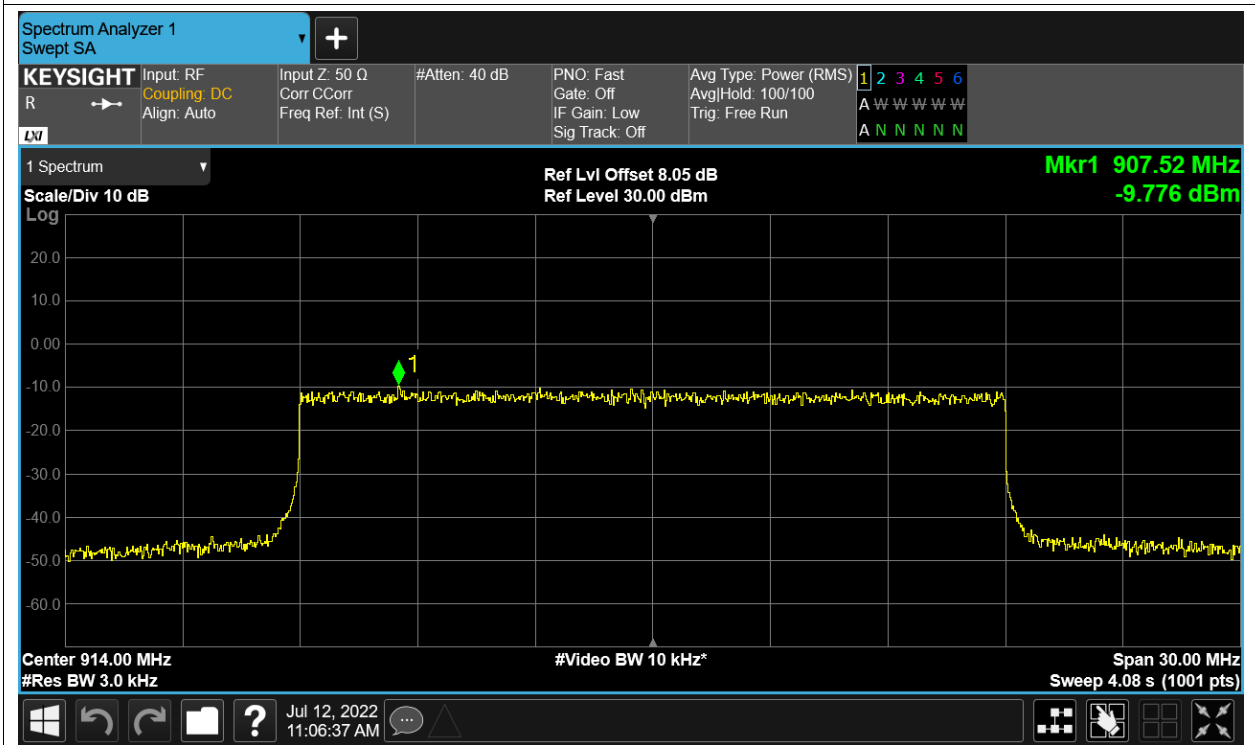 Spectrum Analyzer 1
Swept SA
KEYSIGHT
R
LXI
Input: RF
Coupling: DC
Align: Auto
Input Z: 50 Ω
Corr CCorr
Freq Ref: Int (S)
#Atten: 40 dB
PNO: Fast
Gate: Off
IF Gain: Low
Sig Track: Off
Avg Type: Power (RMS)
Avg|Hold: 100/100
Trig: Free Run
1 2 3 4 5 6
A W W W W W
A N N N N N
1 Spectrum
Scale/Div 10 dB
Ref Lvl Offset 8.05 dB
Ref Level 30.00 dBm
Mkr1 907.52 MHz
-9.776 dBm
Log
20.0
10.0
0.00
-10.0
-20.0
-30.0
-40.0
-50.0
-60.0
1
Center 914.00 MHz
#Res BW 3.0 kHz
#Video BW 10 kHz*
Span 30.00 MHz
Sweep 4.08 s (1001 pts)
?
Jul 12, 2022
11:06:37 AM